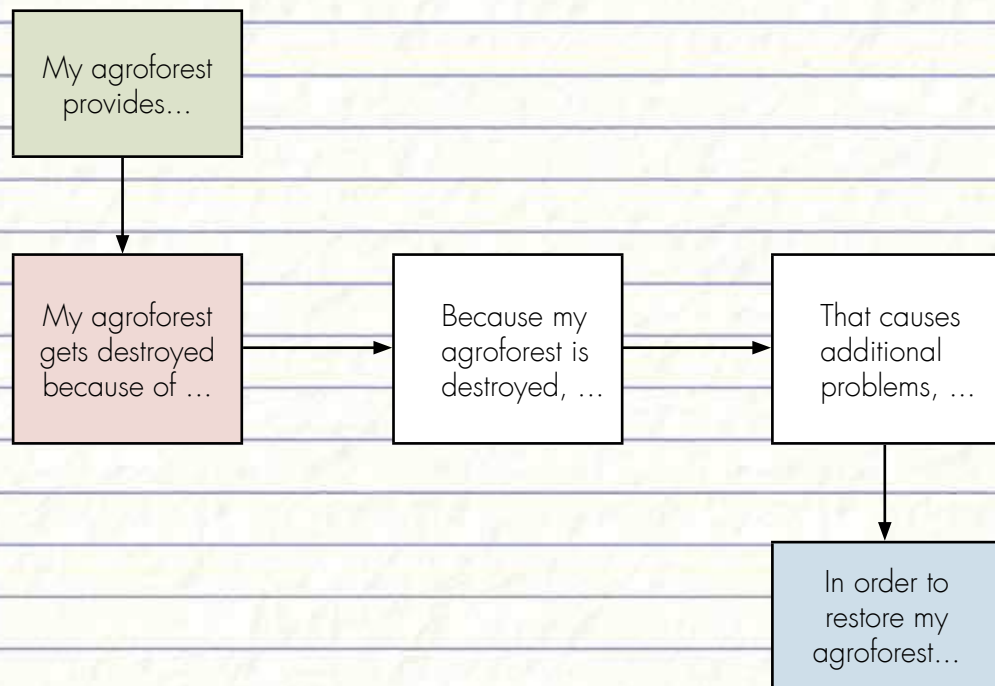 My agroforest
provides...
My agroforest
gets destroyed
because of ...
Because my
agroforest is
destroyed, ...
That causes
additional
problems, ...
In order to
restore my
agroforest...